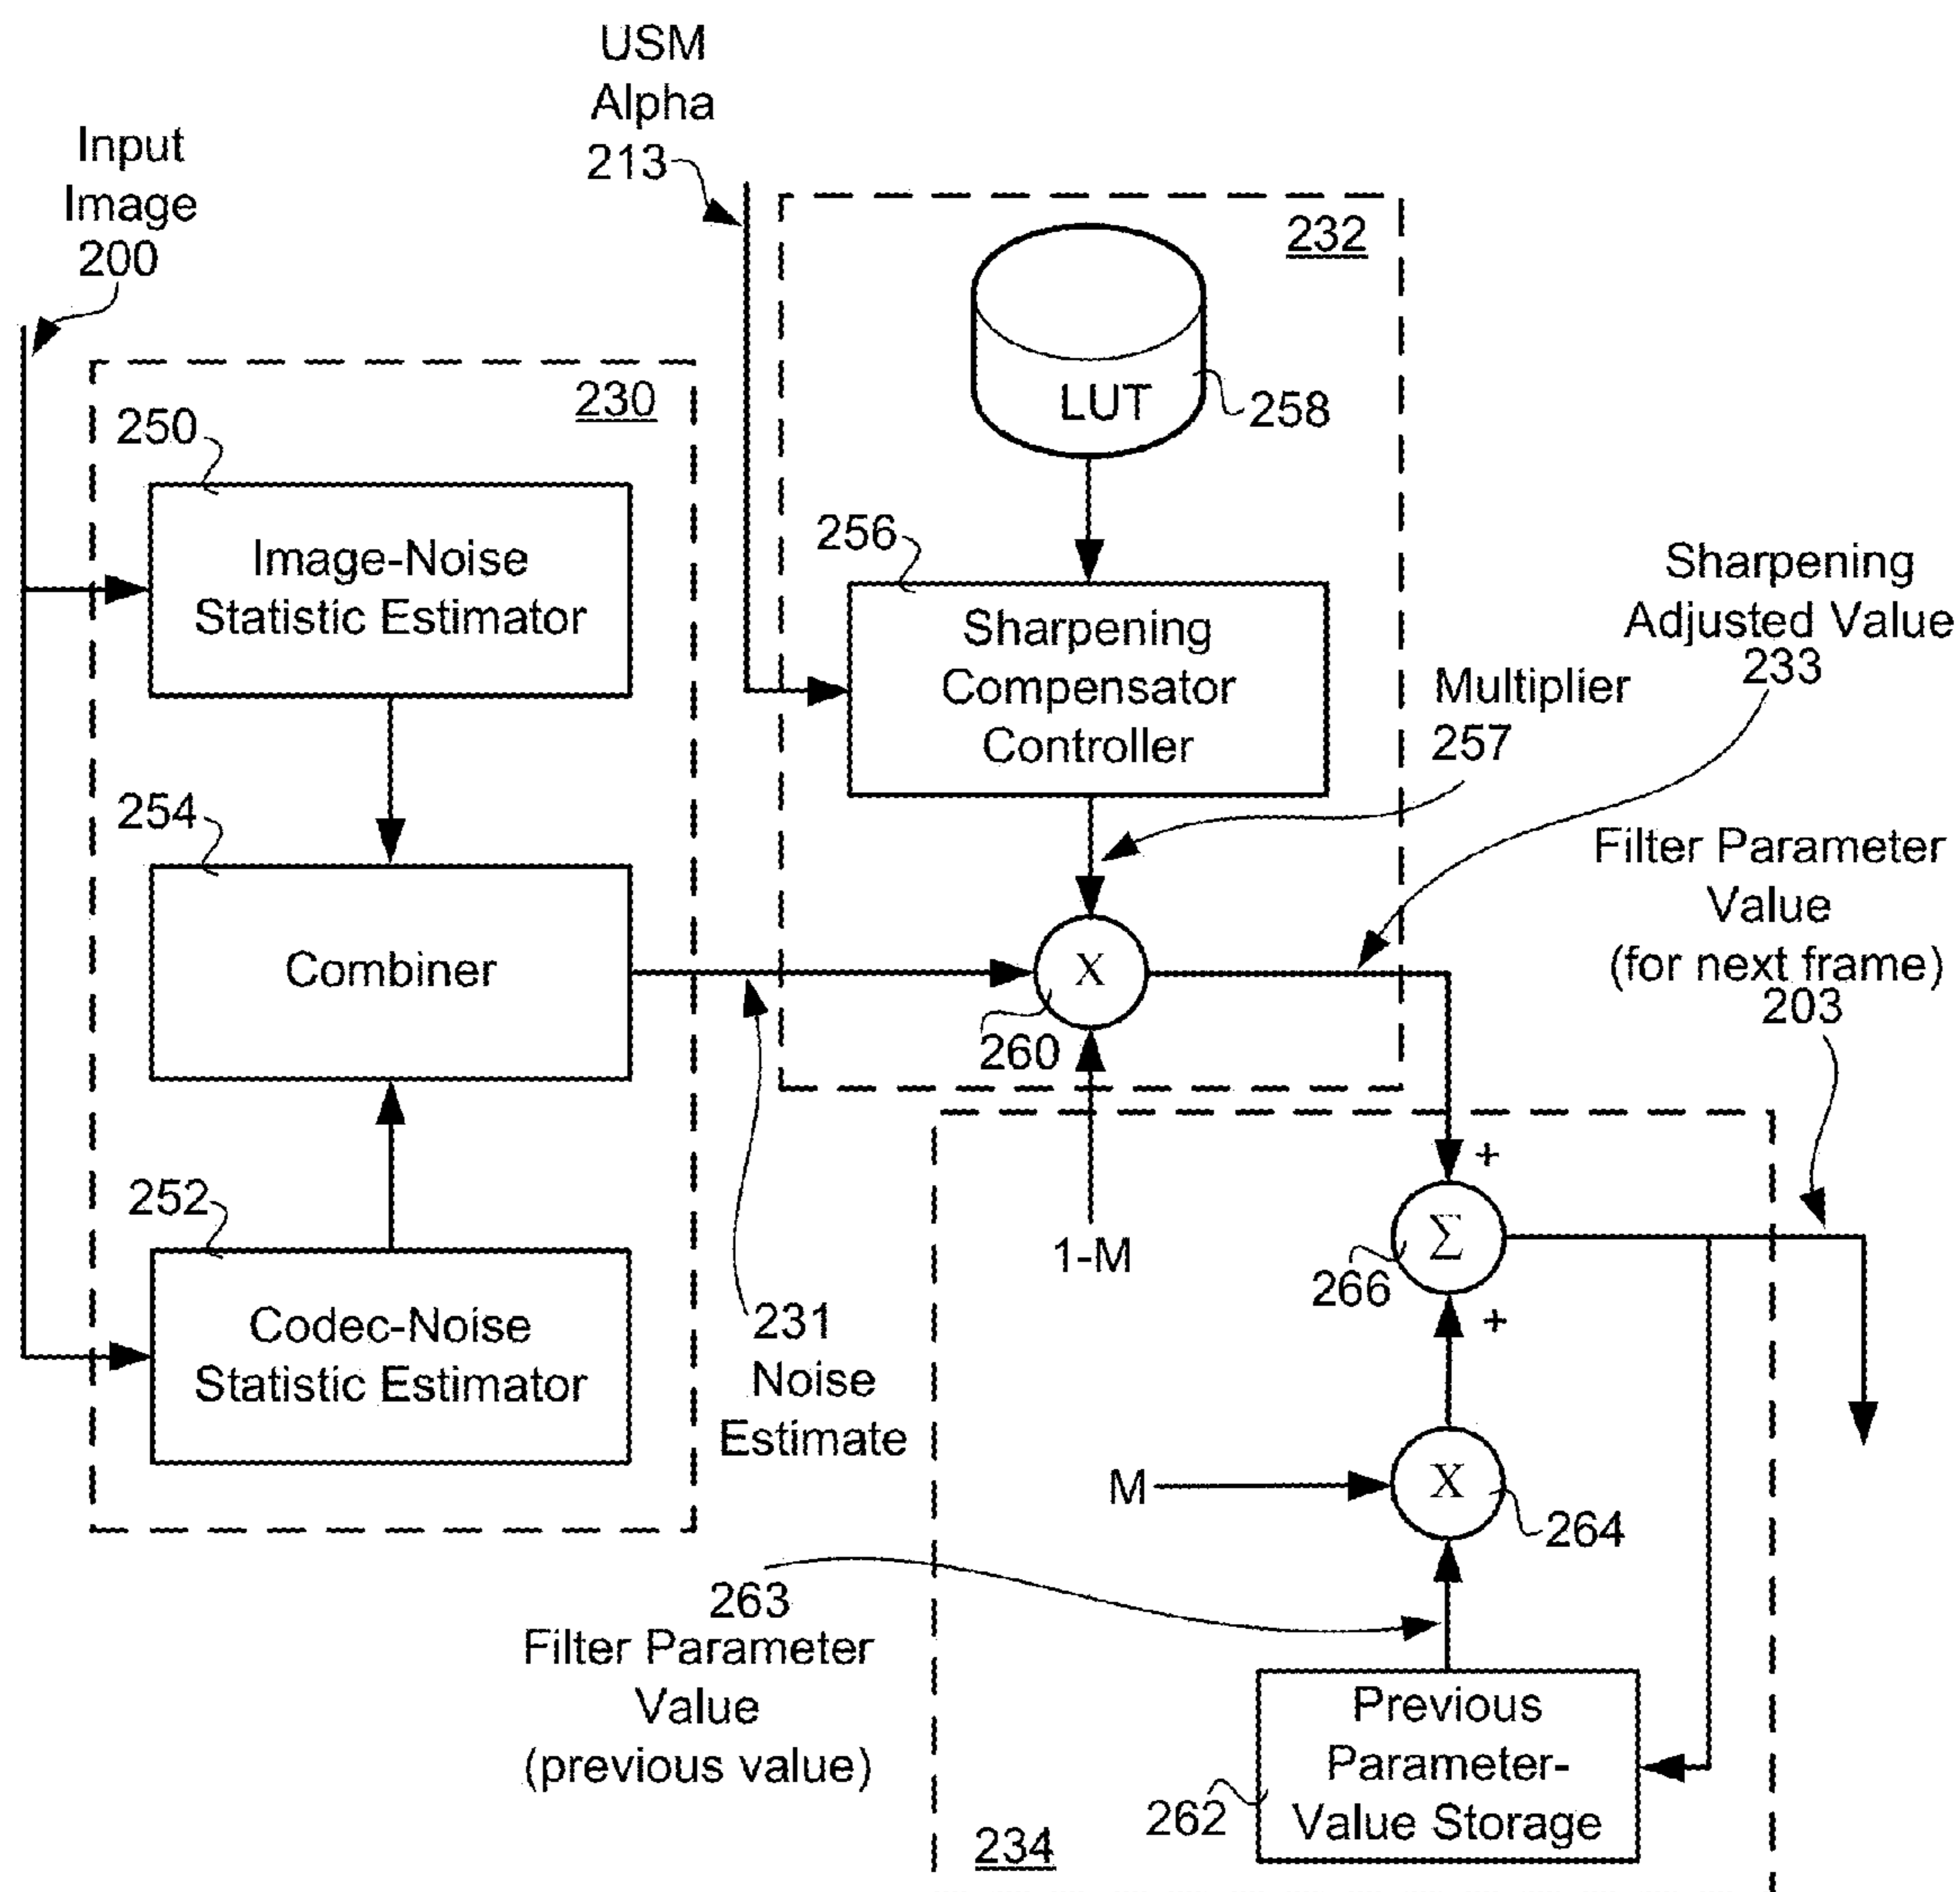 USM
Alpha
213
Input
Image
200
232
230
LUT
258
250
256
Image-Noise
Statistic Estimator
Sharpening
Compensator
Controller
Sharpening
Adjusted Value
233
Multiplier
257
254
Combiner
260
Filter Parameter
Value
(for next frame)
203
252
Codec-Noise
Statistic Estimator
1-M
+
Σ
266
+
X
231
Noise
Estimate
M
X
264
263
Filter Parameter
Value
(previous value)
Previous
Parameter-
Value Storage
262
234